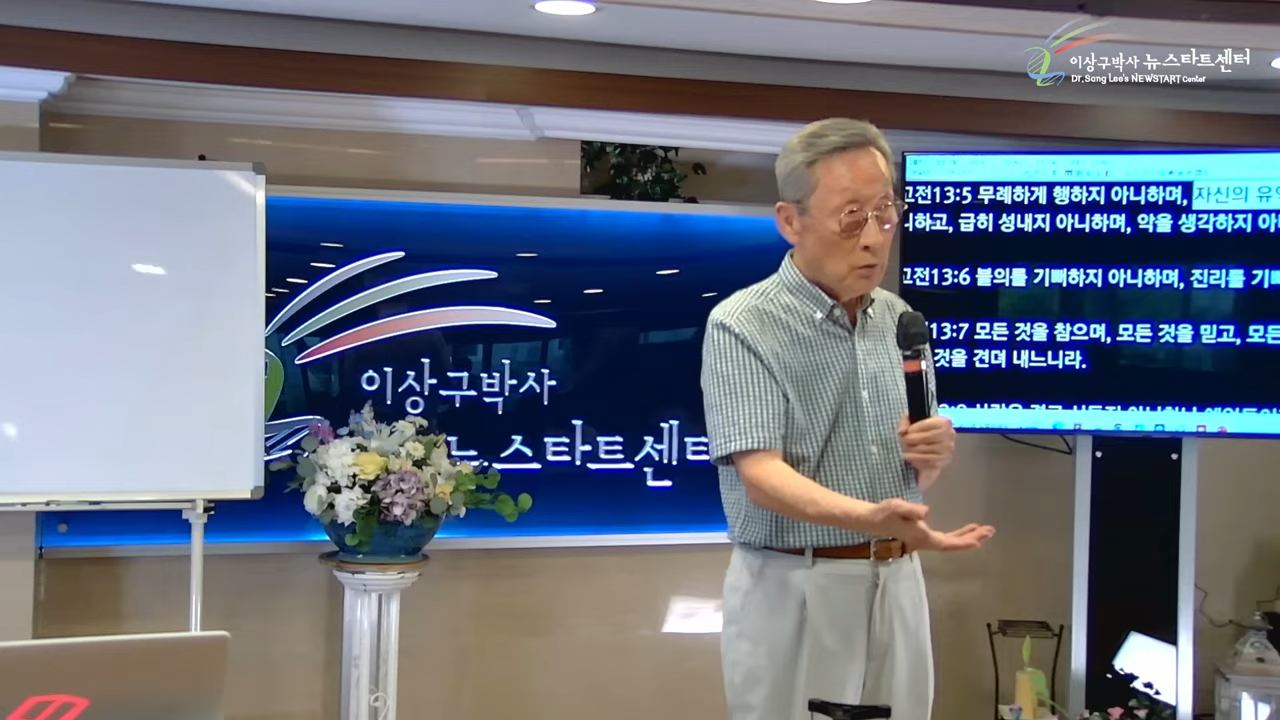 이상구박사 뉴스타트센터
Dr. Sang Lee's NEWSTART Center
고전13:5 무례하게 행하지 아니하며, 자신의 유익
하고, 급히 성내지 아니하며, 악을 생각하지 아니
고전13:6 불의를 기뻐하지 아니하며, 진리를 기뻐
13:7 모든 것을 참으며, 모든 것을 믿고, 모든
것을 견뎌 내느니라.
이상구박사
뉴스타트센터